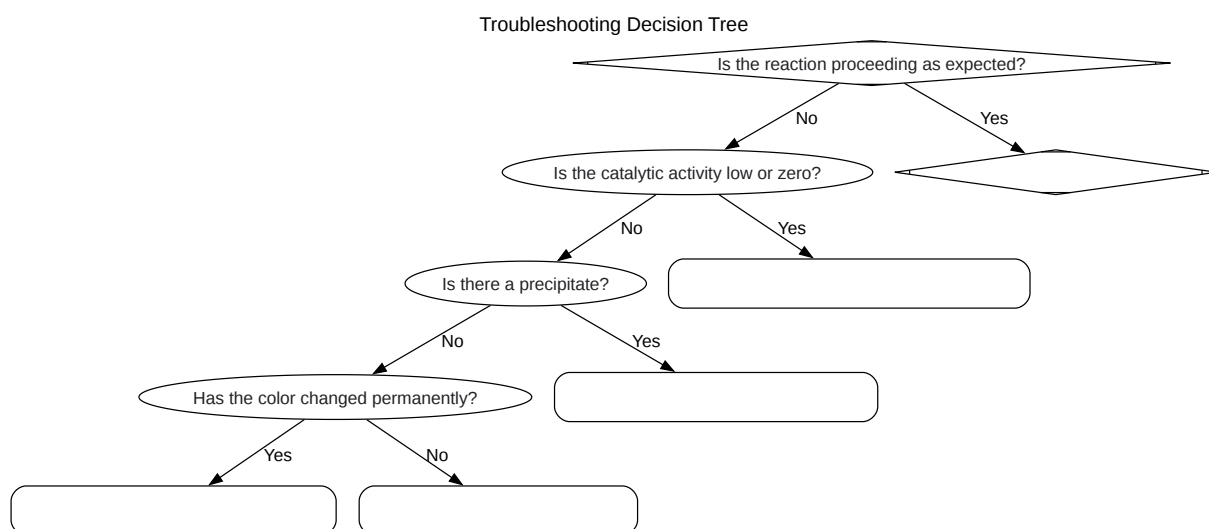 Troubleshooting Decision Tree
Is the reaction proceeding as expected?
No
Yes
Is the catalytic activity low or zero?
No
Yes
Is there a precipitate?
No
Yes
Has the color changed permanently?
Yes
No